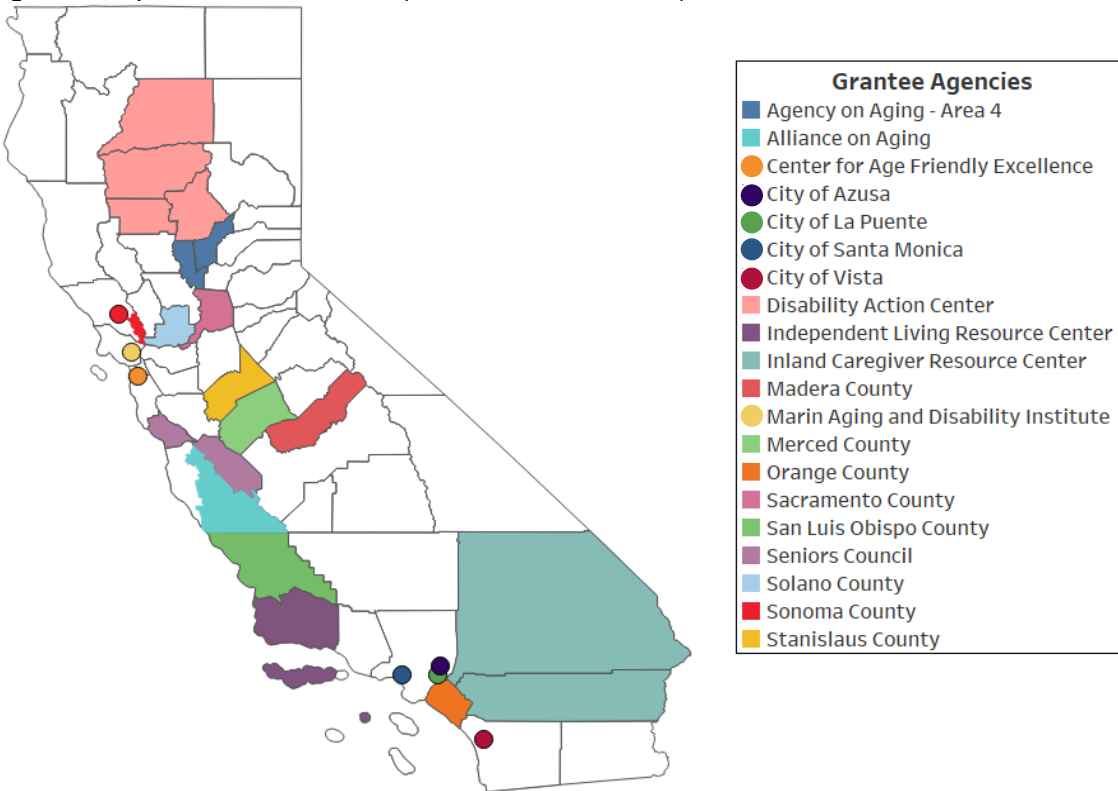 Grantee Agencies
Agency on Aging - Area 4
Alliance on Aging
Center for Age Friendly Excellence
City of Azusa
City of La Puente
City of Santa Monica
City of Vista
Disability Action Center
Independent Living Resource Center
Inland Caregiver Resource Center
Madera County
Marin Aging and Disability Institute
Merced County
Orange County
Sacramento County
San Luis Obispo County
Seniors Council
Solano County
Sonoma County
Stanislaus County